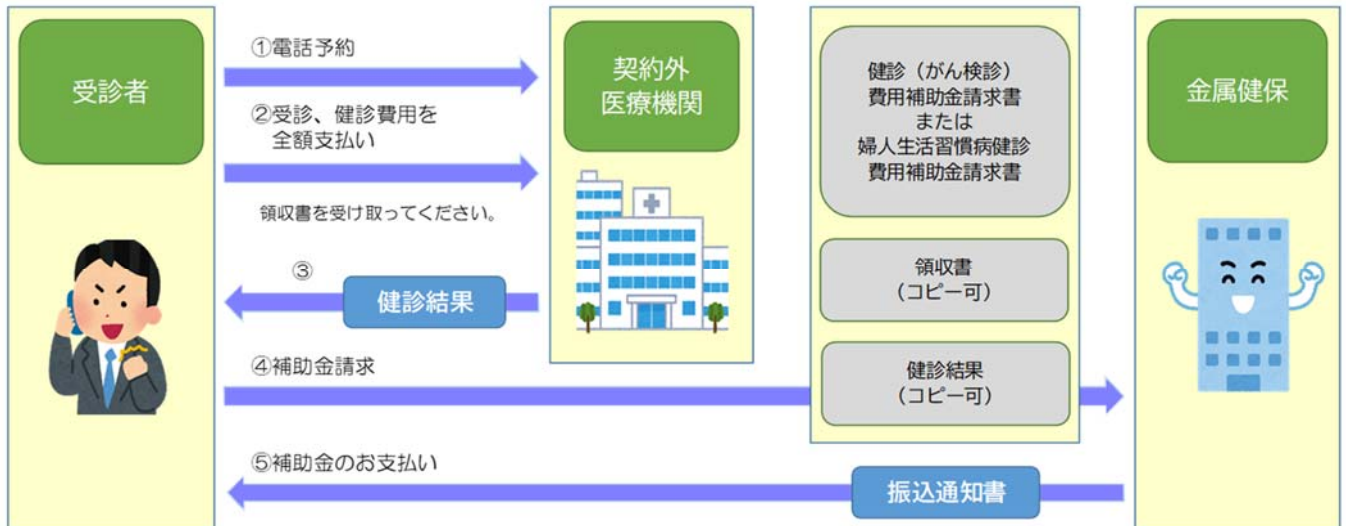 受診者
①電話予約
②受診、健診費用を
全額支払い
領収書を受け取ってください。
③
健診結果
④補助金請求
⑤補助金のお支払い
契約外
医療機関
健診（がん検診）
費用補助金請求書
または
婦人生活習慣病健診
費用補助金請求書
領収書
（コピー可）
健診結果
（コピー可）
振込通知書
金属健保